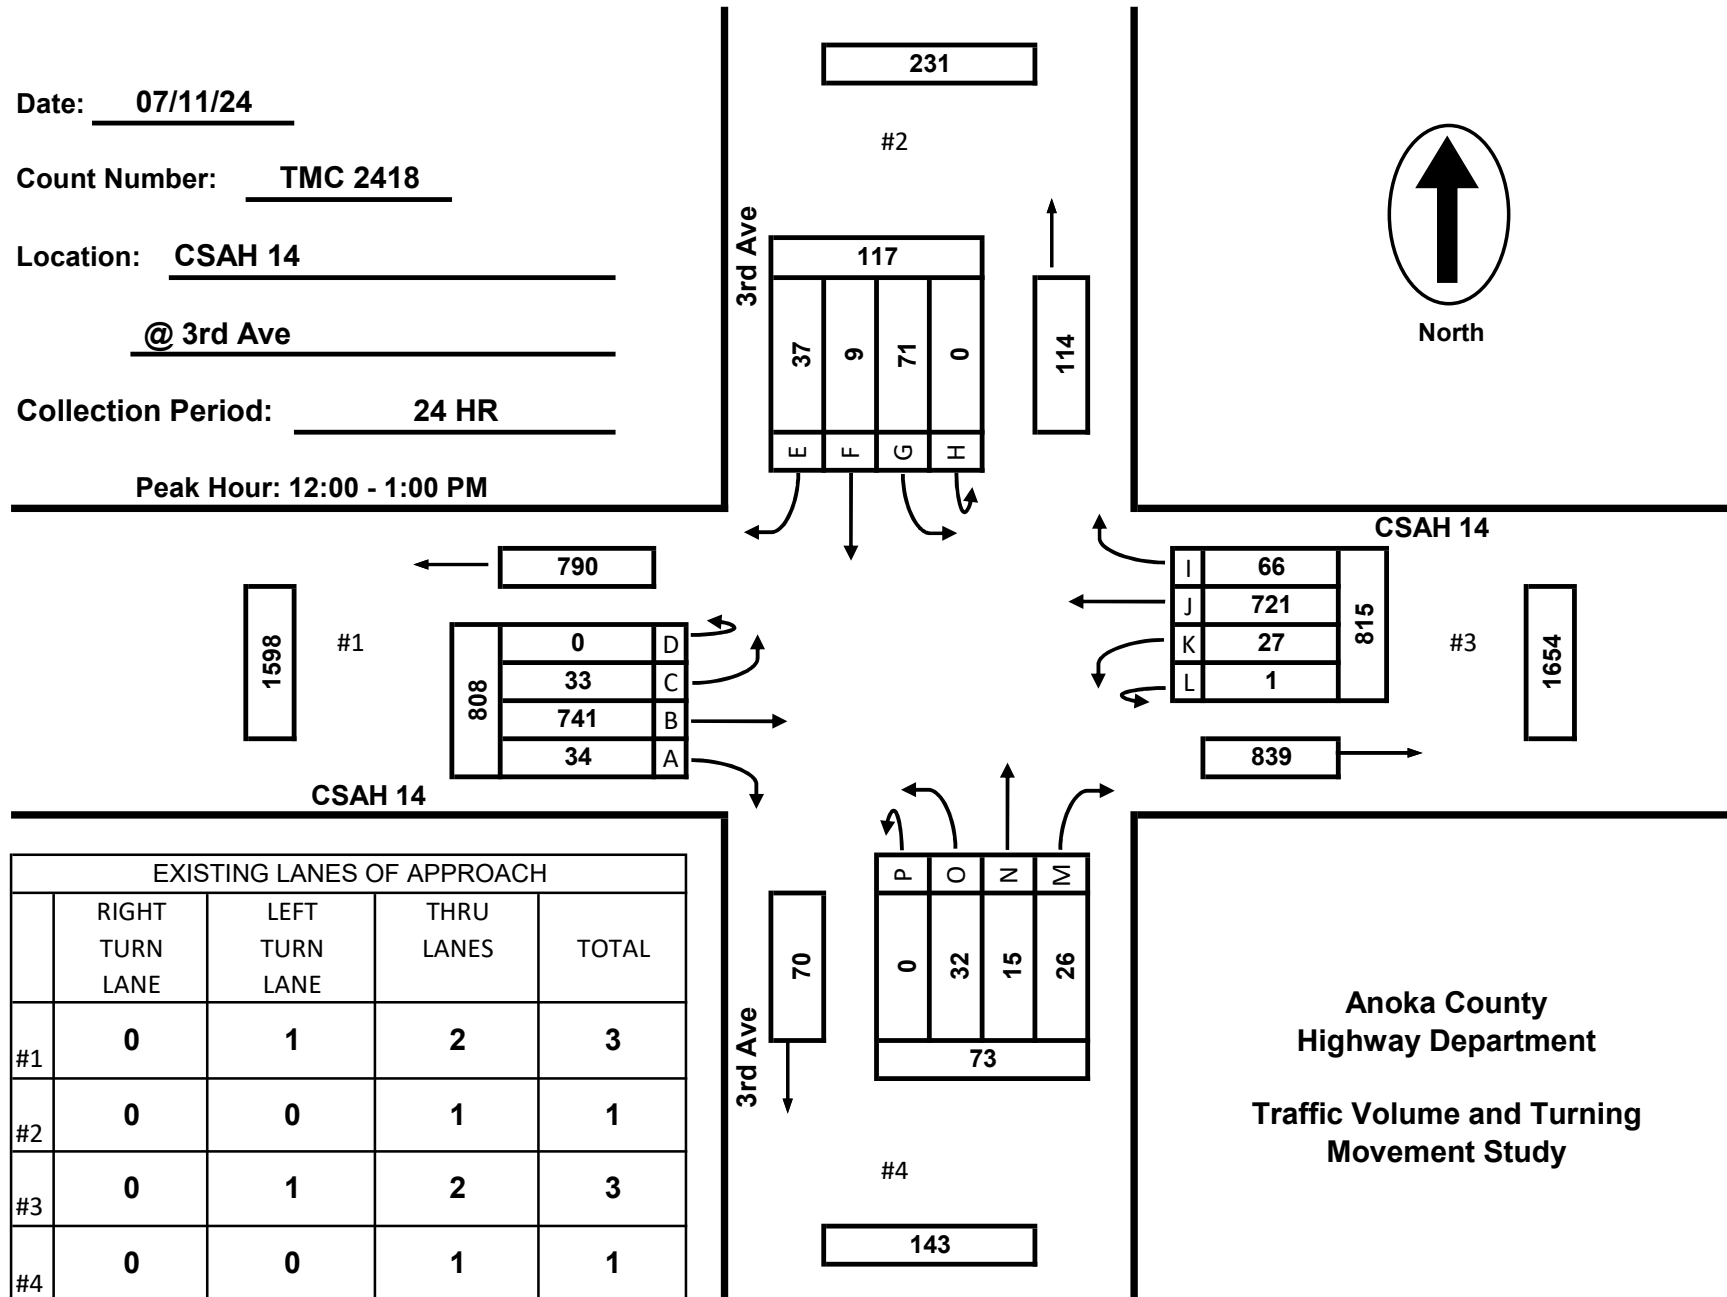 Date: 07/11/24
Count Number: TMC 2418
Location: CSAH 14
@ 3rd Ave
Collection Period: 24 HR
Peak Hour: 12:00 - 1:00 PM
231
#2
3rd Ave
117
37 9 71 0
E F G H
114
North
CSAH 14
790
1598
#1
808
0 D
33 C
741 B
34 A
CSAH 14
I 66
J 721
K 27
L 1
815
#3
1654
839
P O N M
0 32 15 26
73
70
3rd Ave
#4
143
EXISTING LANES OF APPROACH
RIGHT TURN LANE LEFT TURN LANE THRU LANES TOTAL
#1 0 1 2 3
#2 0 0 1 1
#3 0 1 2 3
#4 0 0 1 1
Anoka County
Highway Department
Traffic Volume and Turning
Movement Study